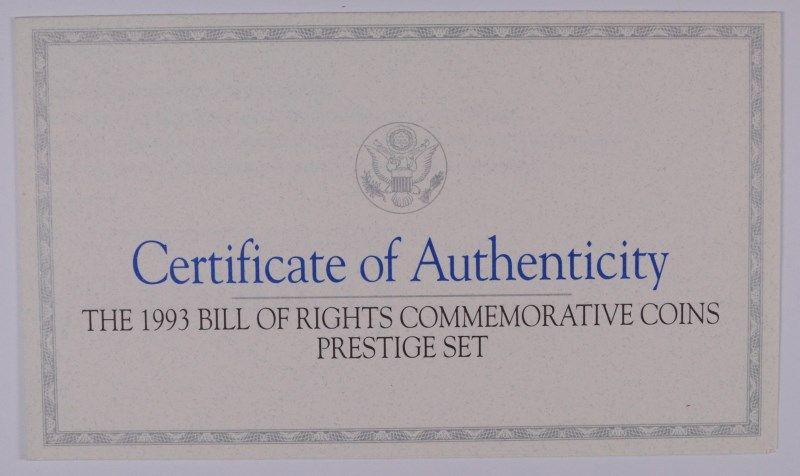 Certificate of Authenticity
THE 1993 BILL OF RIGHTS COMMEMORATIVE COINS
PRESTIGE SET